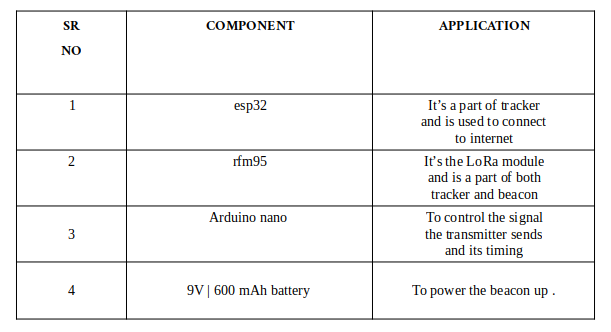 SR NO COMPONENT APPLICATION
1 esp32 It's a part of tracker
and is used to connect
to internet
2 rfm95 It's the LoRa module
and is a part of both
tracker and beacon
3 Arduino nano To control the signal
the transmitter sends
and its timing
4 9V | 600 mAh battery To power the beacon up .